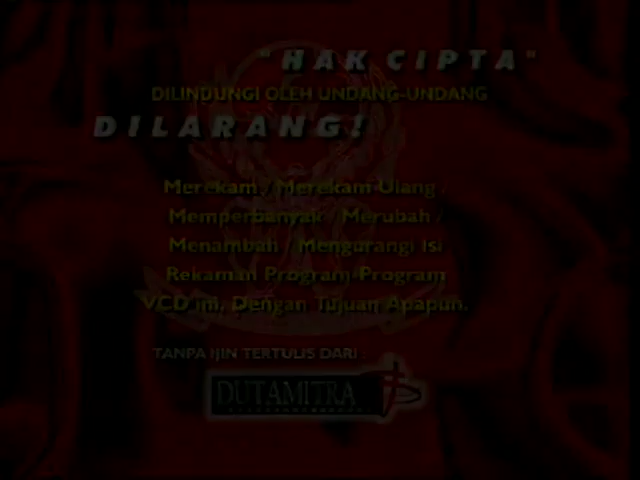 "HAK CIPTA"
DILINDUNGI OLEH UNDANG-UNDANG
DILARANG!
Merekam / Merekam Ulang /
Memperbanyak / Merubah /
Menambah / Mengurangi Isi
Rekaman Program-Program
VCD ini, Dengan Tujuan Apapun.
TANPA IJIN TERTULIS DARI :
DUTAMITRA